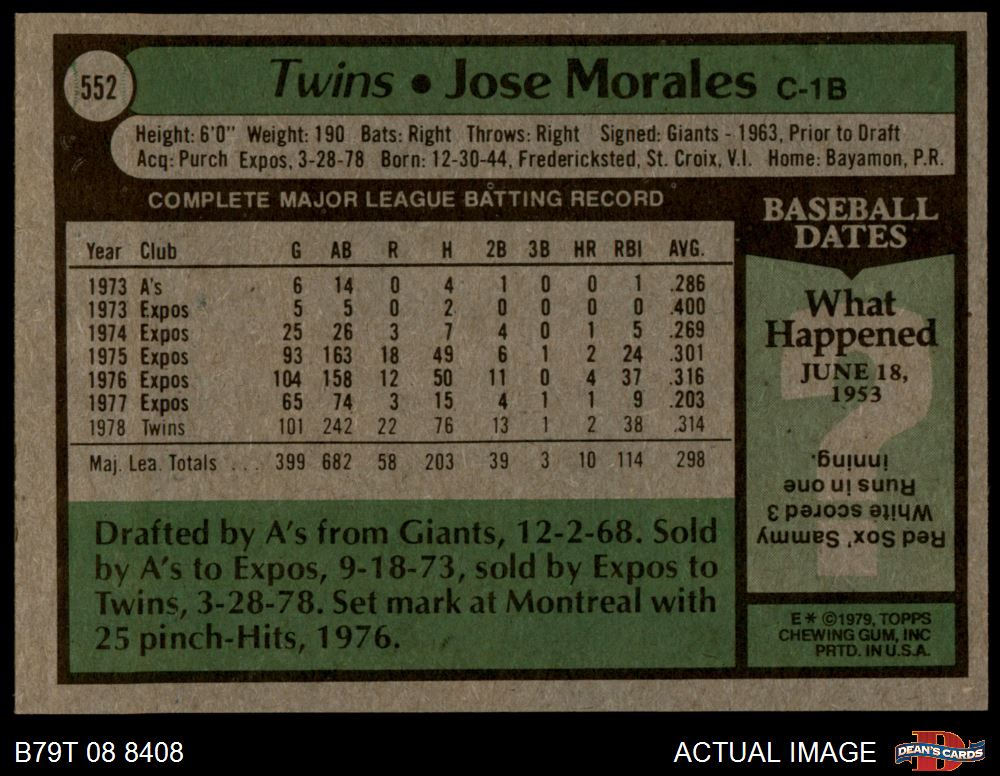 552
Twins • Jose Morales C-1B
Height: 6'0" Weight: 190 Bats: Right Throws: Right Signed: Giants - 1963, Prior to Draft
Acq: Purch Expos, 3-28-78 Born: 12-30-44, Fredericksted, St. Croix, V.I. Home: Bayamon, P.R.
COMPLETE MAJOR LEAGUE BATTING RECORD
Year Club G AB R H 2B 3B HR RBI AVG.
1973 A's 6 14 0 4 1 0 0 1 .286
1973 Expos 5 5 0 2 0 0 0 0 .400
1974 Expos 25 26 3 7 4 0 1 5 .269
1975 Expos 93 163 18 49 6 1 2 24 .301
1976 Expos 104 158 12 50 11 0 4 37 .316
1977 Expos 65 74 3 15 4 1 1 9 .203
1978 Twins 101 242 22 76 13 1 2 38 .314
Maj. Lea. Totals ... 399 682 58 203 39 3 10 114 298
Drafted by A's from Giants, 12-2-68. Sold
by A's to Expos, 9-18-73, sold by Expos to
Twins, 3-28-78. Set mark at Montreal with
25 pinch-Hits, 1976.
BASEBALL
DATES
What
Happened
JUNE 18,
1953
?
Red Sox' Sammy
White scored 3
Runs in one
inning.
E * ©1979, TOPPS
CHEWING GUM, INC
PRTD. IN U.S.A.
B79T 08 8408
ACTUAL IMAGE
D
DEAN'S CARDS